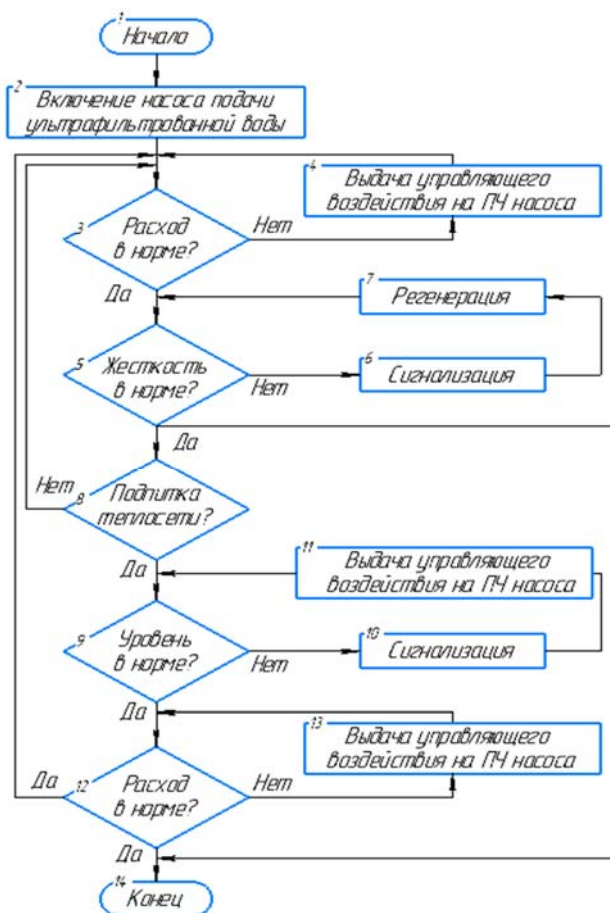 1
Начало
2
Включение насоса подачи
ультрафильтрованной воды
4
Выдача управляющего
воздействия на ПЧ насоса
3
Расход
в норме?
Нет
Да
7
Регенерация
5
Жесткость
в норме?
Нет
6
Сигнализация
Да
Нет
8
Подпитка
теплосети?
Да
11
Выдача управляющего
воздействия на ПЧ насоса
9
Уровень
в норме?
Нет
10
Сигнализация
Да
13
Выдача управляющего
воздействия на ПЧ насоса
Да
12
Расход
в норме?
Нет
Да
14
Конец